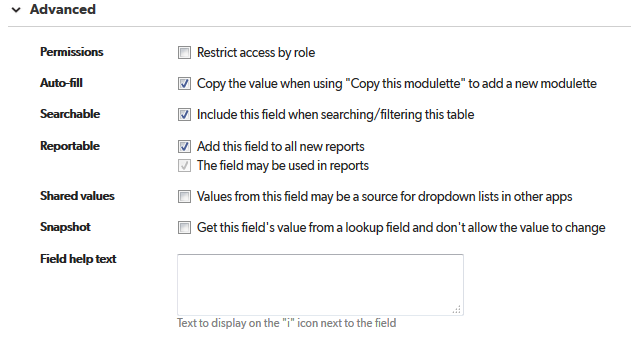 Advanced
Permissions Restrict access by role
Auto-fill Copy the value when using "Copy this modulette" to add a new modulette
Searchable Include this field when searching/filtering this table
Reportable Add this field to all new reports
The field may be used in reports
Shared values Values from this field may be a source for dropdown lists in other apps
Snapshot Get this field's value from a lookup field and don't allow the value to change
Field help text
Text to display on the "i" icon next to the field